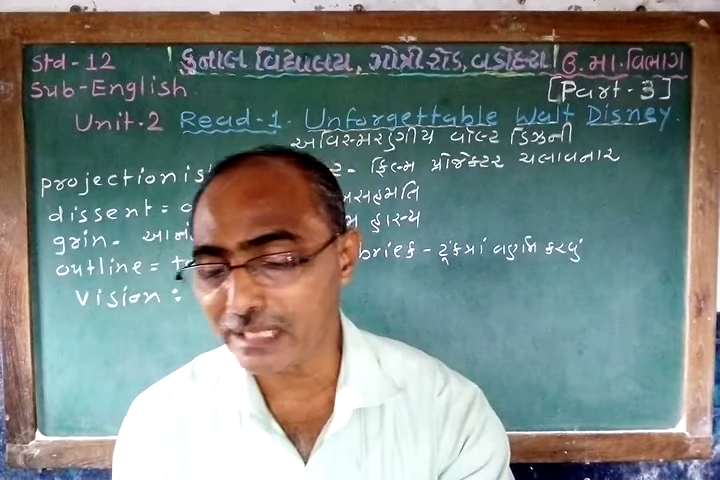 Std-12 કુનાલ વિદ્યાલય, ગોત્રી રોડ, વડોદરા ઉ.મા.વિભાગ
Sub-English. [Part-3]
Unit-2 Read-1. Unforgettable Walt Disney.
અવિસ્મરણીય વોલ્ટ ડિઝની
projectionis - ફિલ્મ પ્રોજેક્ટર ચલાવનાર
dissent = અસહમતિ
grin - હાસ્ય
outline = brief - ટૂંકમાં વર્ણન કરવું
vision =